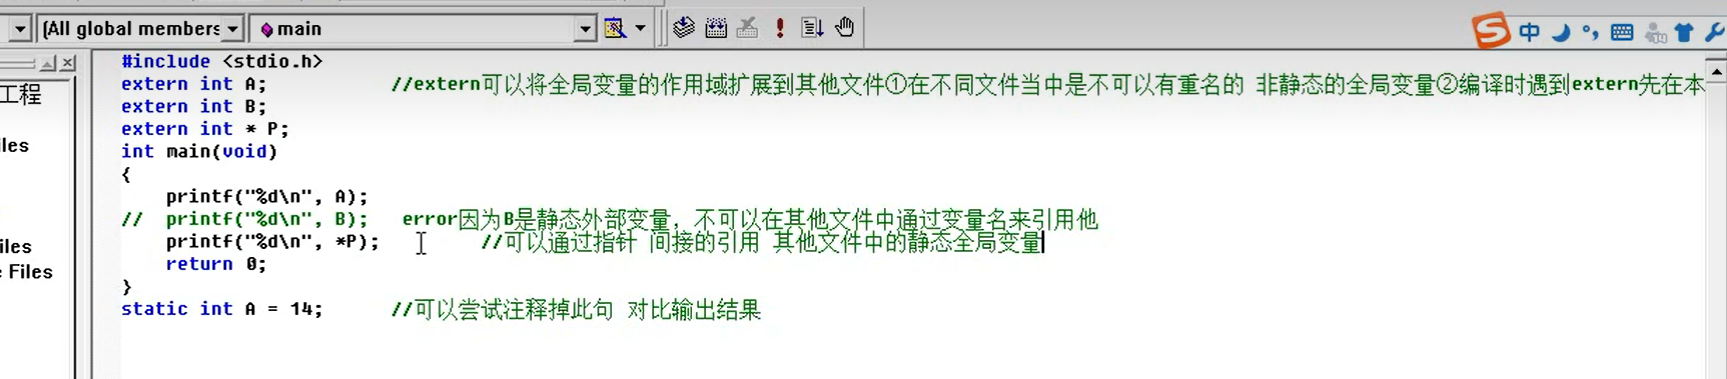 (All global members main
中
#include <stdio.h>
工程 extern int A; //extern可以将全局变量的作用域扩展到其他文件①在不同文件当中是不可以有重名的 非静态的全局变量②编译时遇到extern先在本
extern int B;
extern int * P;
iles int main(void)
{
printf("%d\n", A);
// printf("%d\n", B); error因为B是静态外部变量，不可以在其他文件中通过变量名来引用他
iles printf("%d\n", *P); //可以通过指针 间接的引用 其他文件中的静态全局变量
e Files return 0;
}
static int A = 14; //可以尝试注释掉此句 对比输出结果